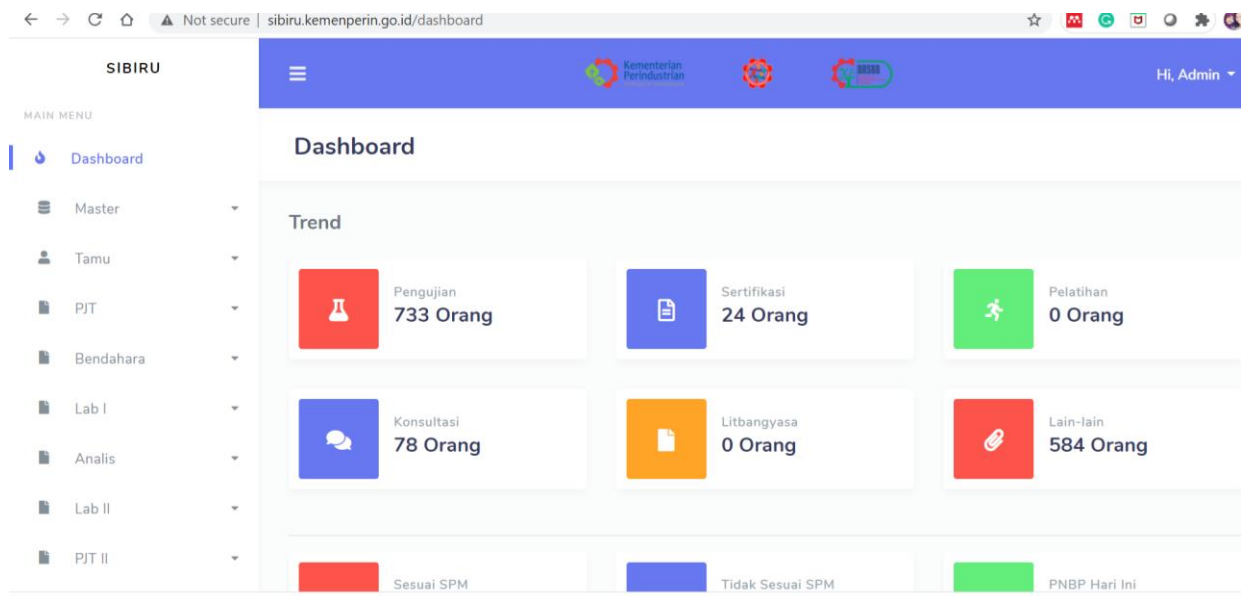 Not secure | sibiru.kemenperin.go.id/dashboard
SIBIRU
Kementerian
Perindustrian
BBSBB
Hi, Admin
MAIN MENU
Dashboard
Master
Tamu
PJT
Bendahara
Lab I
Analis
Lab II
PJT II
Dashboard
Trend
Pengujian
733 Orang
Sertifikasi
24 Orang
Pelatihan
0 Orang
Konsultasi
78 Orang
Litbangyasa
0 Orang
Lain-lain
584 Orang
Sesuai SPM
Tidak Sesuai SPM
PNBP Hari Ini